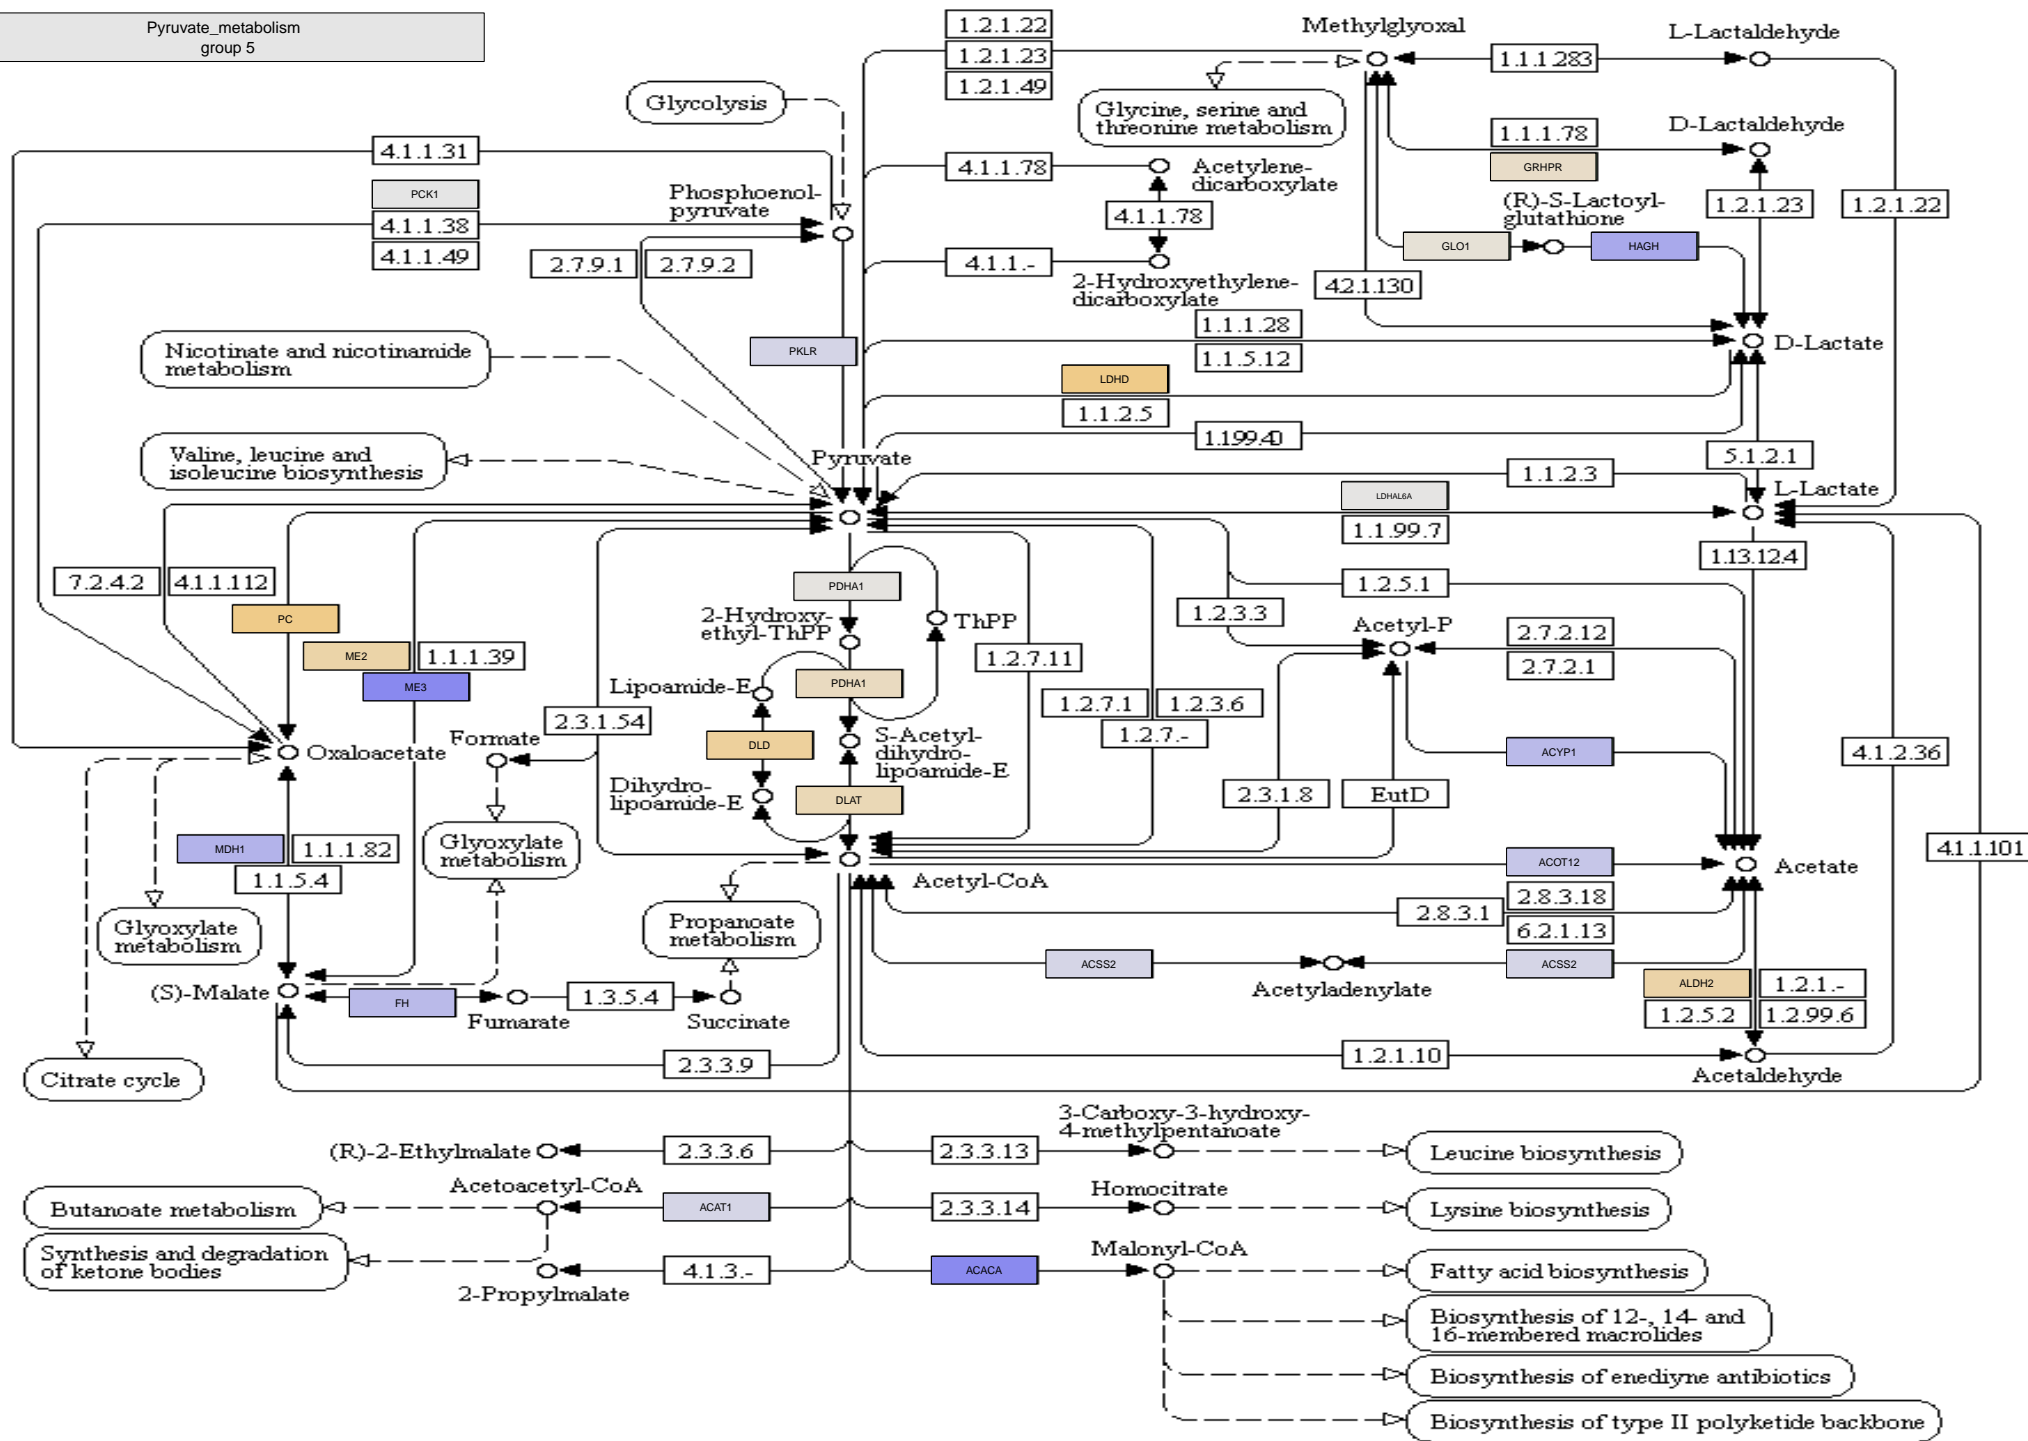 Pyruvate_metabolism
group 5
1.2.1.22
1.2.1.23
1.2.1.49
Methylglyoxal
L-Lactaldehyde
1.1.1.283
Glycolysis
Glycine, serine and
threonine metabolism
1.1.1.78
GRHPR
D-Lactaldehyde
4.1.1.31
PCK1
4.1.1.38
4.1.1.49
Phosphoenol-
pyruvate
4.1.1.78
Acetylene-
dicarboxylate
4.1.1.78
(R)-S-Lactoyl-
glutathione
1.2.1.23
1.2.1.22
2.7.9.1
2.7.9.2
4.1.1.-
2-Hydroxyethylene-
dicarboxylate
GLO1
HAGH
4.2.1.130
Nicotinate and nicotinamide
metabolism
PKLR
1.1.1.28
1.1.5.12
D-Lactate
LDHD
1.1.2.5
1.1.99.40
Valine, leucine and
isoleucine biosynthesis
Pyruvate
5.1.2.1
1.1.2.3
L-Lactate
LDHAL6A
1.1.99.7
1.13.12.4
7.2.4.2
4.1.1.112
PC
ME2
1.1.1.39
ME3
PDHA1
2-Hydroxy-
ethyl-ThPP
ThPP
1.2.5.1
1.2.3.3
Acetyl-P
2.7.2.12
2.7.2.1
1.2.7.11
Lipoamide-E
PDHA1
2.3.1.54
1.2.7.1
1.2.3.6
1.2.7.-
Oxaloacetate
Formate
DLD
S-Acetyl-
dihydro-
lipoamide-E
ACYP1
4.1.2.36
Dihydro-
lipoamide-E
DLAT
2.3.1.8
EutD
MDH1
1.1.1.82
1.1.5.4
Glyoxylate
metabolism
4.1.1.101
Acetyl-CoA
ACOT12
Acetate
2.8.3.18
2.8.3.1
6.2.1.13
Glyoxylate
metabolism
Propanoate
metabolism
ACSS2
ACSS2
Acetyladenylate
ALDH2
1.2.1.-
1.2.5.2
1.2.99.6
(S)-Malate
FH
Fumarate
1.3.5.4
Succinate
2.3.3.9
1.2.1.10
Acetaldehyde
Citrate cycle
3-Carboxy-3-hydroxy-
4-methylpentanoate
(R)-2-Ethylmalate
2.3.3.6
2.3.3.13
Leucine biosynthesis
Acetoacetyl-CoA
Homocitrate
Butanoate metabolism
ACAT1
2.3.3.14
Lysine biosynthesis
Synthesis and degradation
of ketone bodies
Malonyl-CoA
4.1.3.-
ACACA
Fatty acid biosynthesis
2-Propylmalate
Biosynthesis of 12-, 14- and
16-membered macrolides
Biosynthesis of enediyne antibiotics
Biosynthesis of type II polyketide backbone